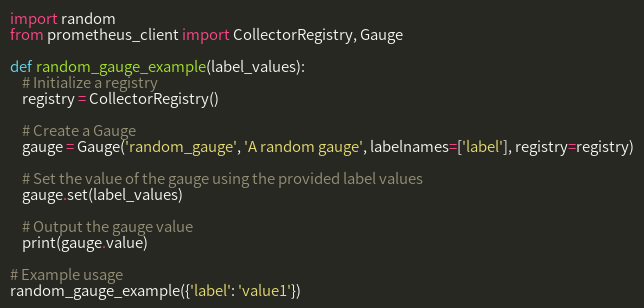 import random
from prometheus_client import CollectorRegistry, Gauge
def random_gauge_example(label_values):
# Initialize a registry
registry = CollectorRegistry()
# Create a Gauge
gauge = Gauge('random_gauge', 'A random gauge', labelnames=['label'], registry=registry)
# Set the value of the gauge using the provided label values
gauge.set(label_values)
# Output the gauge value
print(gauge.value)
# Example usage
random_gauge_example({'label': 'value1'})